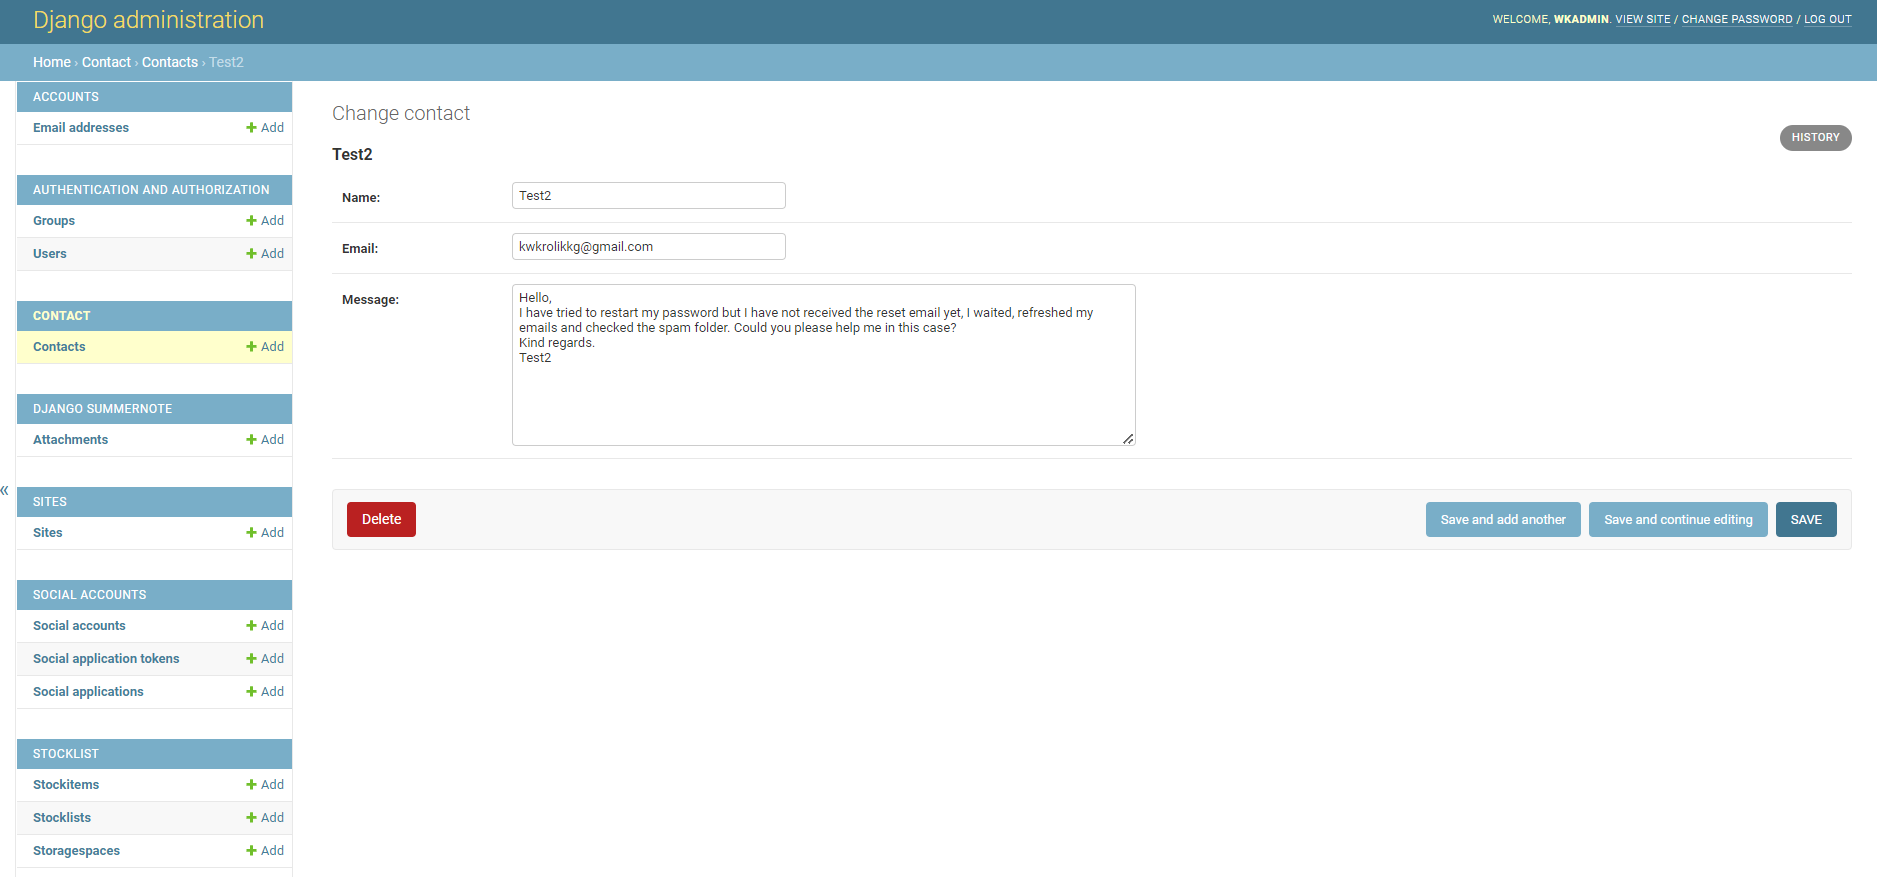 Django administration
WELCOME, WKADMIN. VIEW SITE / CHANGE PASSWORD / LOG OUT
Home › Contact › Contacts › Test2
ACCOUNTS
Email addresses
Add
AUTHENTICATION AND AUTHORIZATION
Groups
Add
Users
Add
CONTACT
Contacts
Add
DJANGO SUMMERNOTE
Attachments
Add
SITES
Sites
Add
SOCIAL ACCOUNTS
Social accounts
Add
Social application tokens
Add
Social applications
Add
STOCKLIST
Stockitems
Add
Stocklists
Add
Storagespaces
Add
«
Change contact
HISTORY
Test2
Name:
Test2
Email:
kwkrolikkg@gmail.com
Message:
Hello,
I have tried to restart my password but I have not received the reset email yet, I waited, refreshed my
emails and checked the spam folder. Could you please help me in this case?
Kind regards.
Test2
Delete
Save and add another
Save and continue editing
SAVE